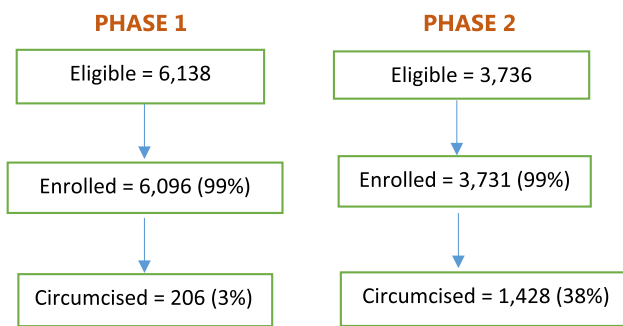 PHASE 1
Eligible = 6,138
Enrolled = 6,096 (99%)
Circumcised = 206 (3%)
PHASE 2
Eligible = 3,736
Enrolled = 3,731 (99%)
Circumcised = 1,428 (38%)